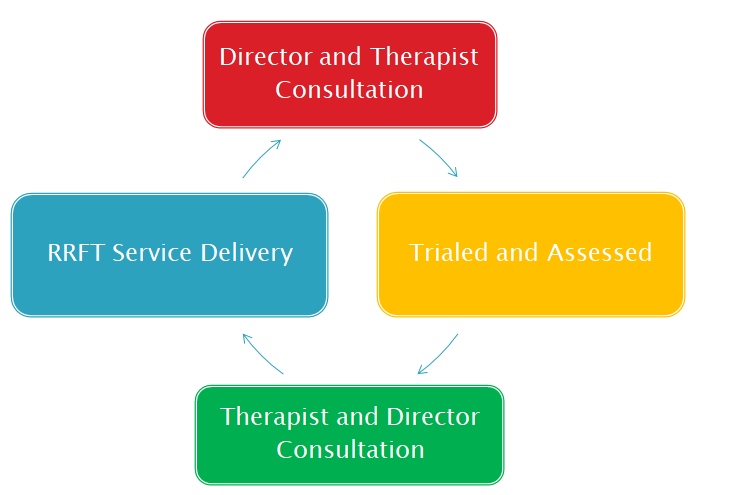 Director and Therapist
Consultation
RRFT Service Delivery
Trialed and Assessed
Therapist and Director
Consultation